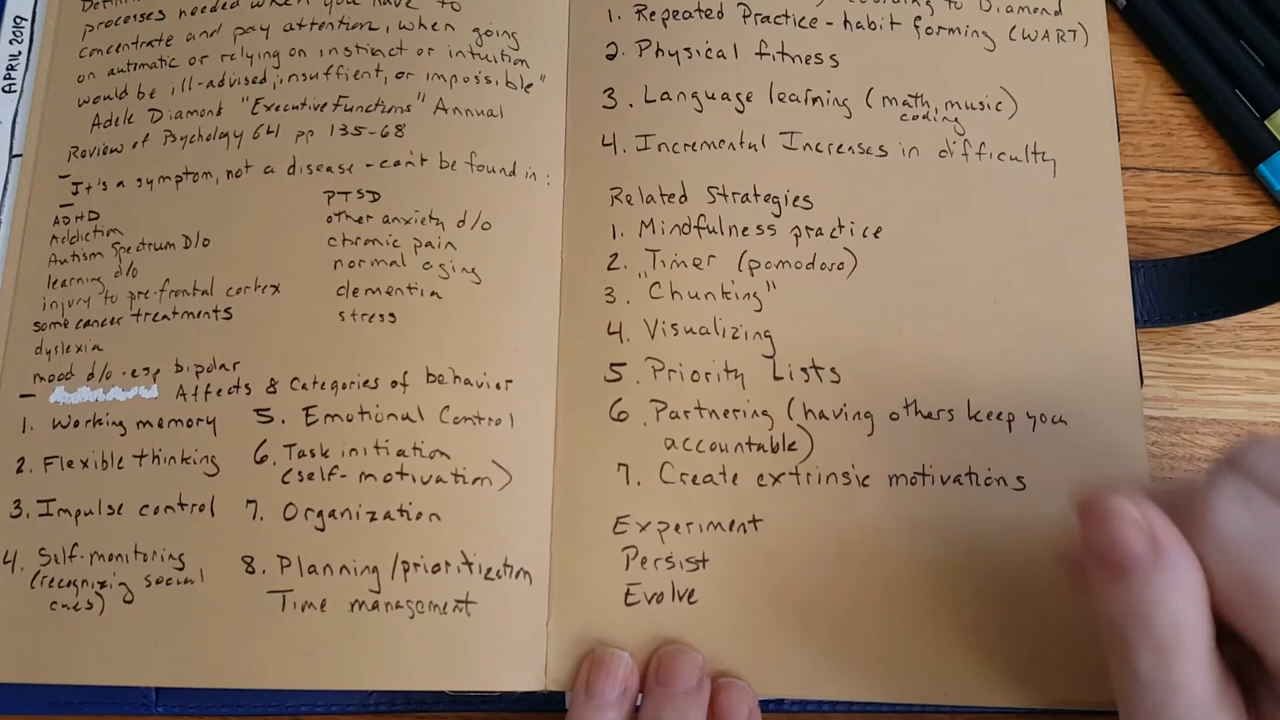 APRIL 2019
processes needed when you have to
concentrate and pay attention, when going
on automatic or relying on instinct or intuition
would be ill-advised, insufficient, or impossible"
Adele Diamond "Executive Functions" Annual
Review of Psychology 64 pp 135-68
- It's a symptom, not a disease - can't be found in :
ADHD
Addiction
Autism Spectrum D/o
learning d/o
injury to pre-frontal cortex
some cancer treatments
dyslexia
mood d/o - esp bipolar
PTSD
other anxiety d/o
chronic pain
normal aging
dementia
stress
- Affects 8 Categories of behavior
1. Working memory
2. Flexible thinking
3. Impulse control
4. Self-monitoring
(recognizing social
cues)
5. Emotional Control
6. Task initiation
(self-motivation)
7. Organization
8. Planning/prioritization
Time management
to Diamond
1. Repeated Practice - habit forming (WART)
2. Physical fitness
3. Language learning (math, music)
coding
4. Incremental Increases in difficulty
Related Strategies
1. Mindfulness practice
2. Timer (pomodoro)
3. "Chunking"
4. Visualizing
5. Priority Lists
6. Partnering (having others keep you
accountable)
7. Create extrinsic motivations
Experiment
Persist
Evolve